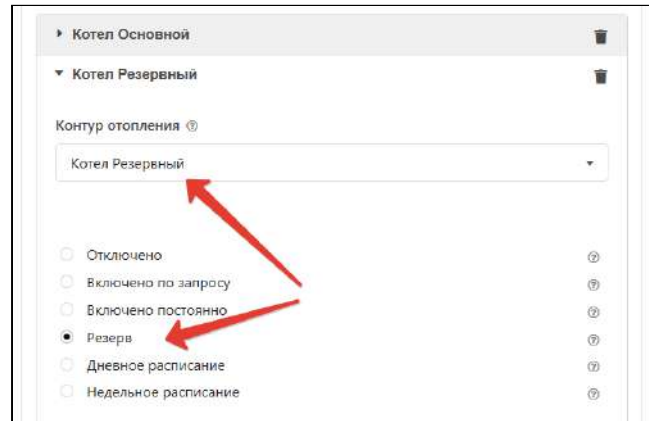 Котел Основной
Котел Резервный
Контур отопления
Котел Резервный
Отключено
Включено по запросу
Включено постоянно
Резерв
Дневное расписание
Недельное расписание